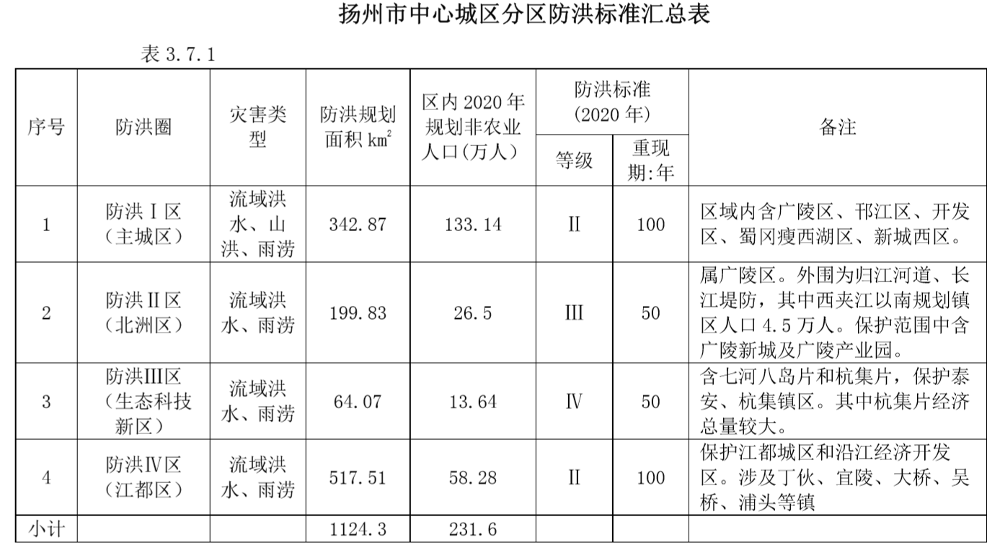 扬州市中心城区分区防洪标准汇总表
表 3.7.1
序号
防洪圈
灾害类
型
防洪规划
面积 km²
区内 2020 年
规划非农业
人口(万人)
防洪标准
(2020 年)
等级
重现
期:年
备注
1
防洪Ⅰ区
（主城区）
流域洪
水、山
洪、雨涝
342.87
133.14
Ⅱ
100
区域内含广陵区、邗江区、开发
区、蜀冈瘦西湖区、新城西区。
2
防洪Ⅱ区
（北洲区）
流域洪
水、雨涝
199.83
26.5
Ⅲ
50
属广陵区。外围为归江河道、长
江堤防，其中西夹江以南规划镇
区人口 4.5 万人。保护范围中含
广陵新城及广陵产业园。
3
防洪Ⅲ区
（生态科技
新区）
流域洪
水、雨涝
64.07
13.64
Ⅳ
50
含七河八岛片和杭集片，保护泰
安、杭集镇区。其中杭集片经济
总量较大。
4
防洪Ⅳ区
（江都区）
流域洪
水、雨涝
517.51
58.28
Ⅱ
100
保护江都城区和沿江经济开发
区。涉及丁伙、宜陵、大桥、吴
桥、浦头等镇
小计
1124.3
231.6